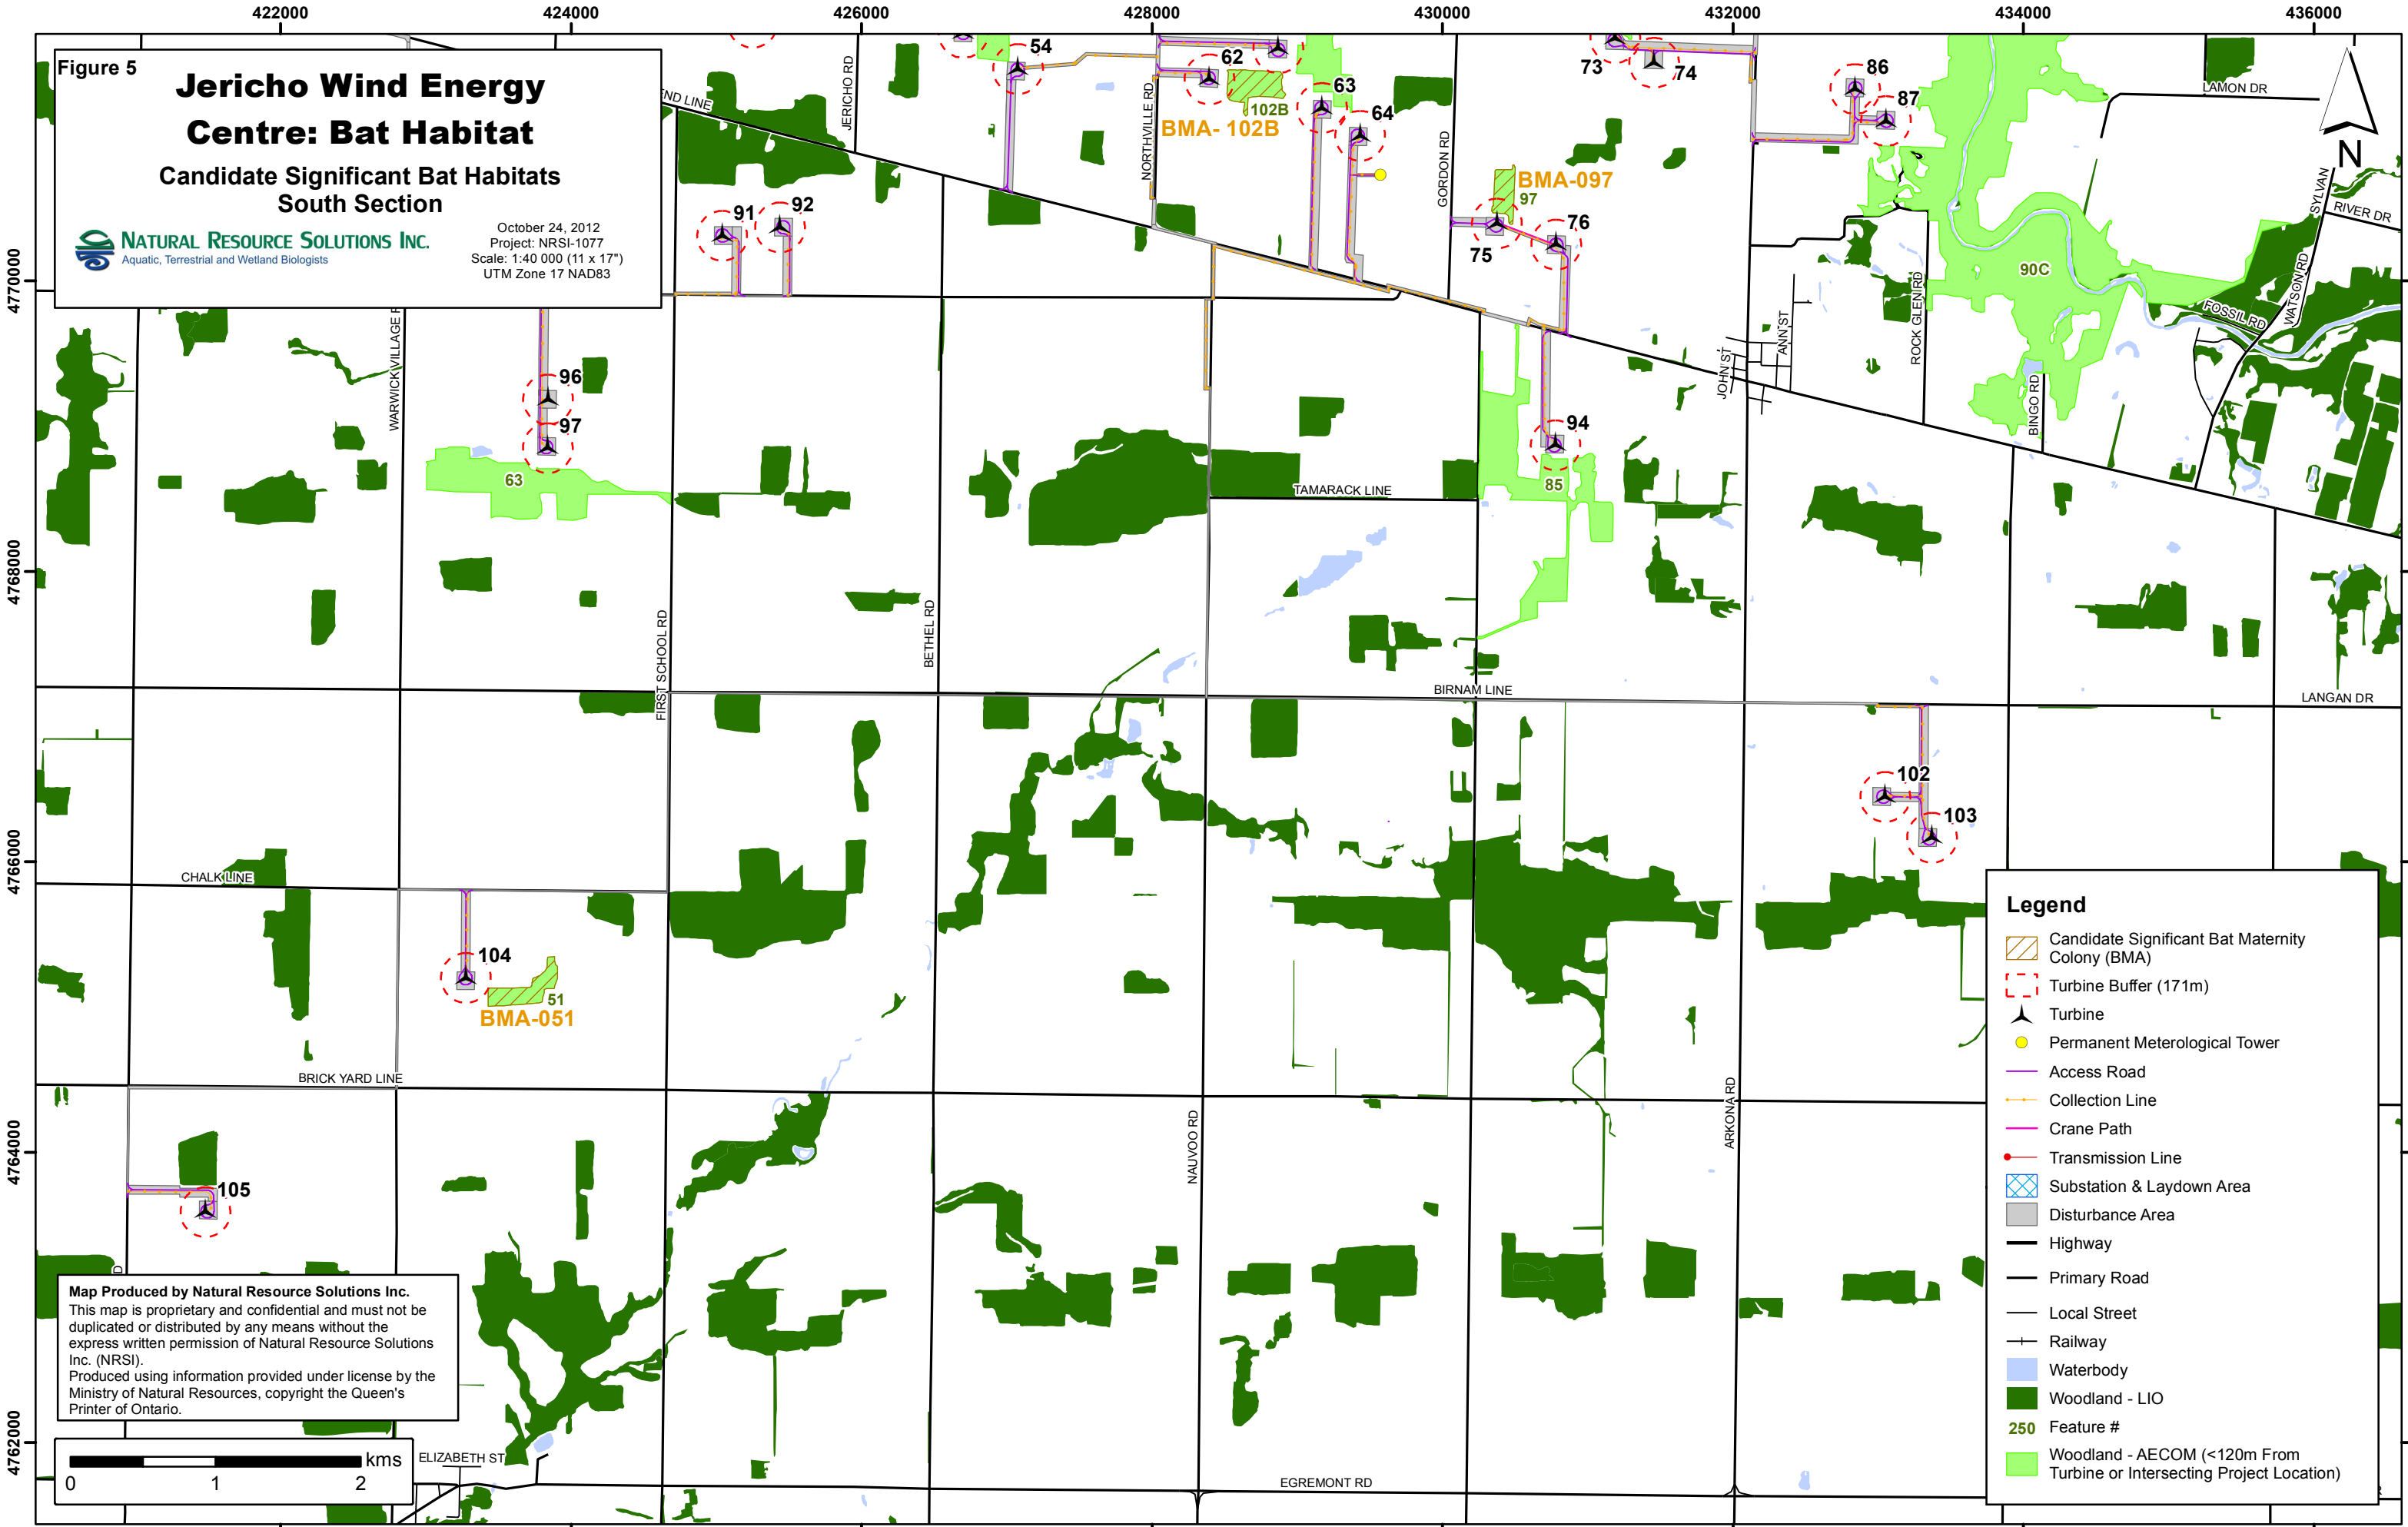 422000
424000
426000
428000
430000
432000
434000
436000
Figure 5
Jericho Wind Energy
Centre: Bat Habitat
Candidate Significant Bat Habitats
South Section
NATURAL RESOURCE SOLUTIONS INC.
Aquatic, Terrestrial and Wetland Biologists
October 24, 2012
Project: NRSI-1077
Scale: 1:40 000 (11 x 17")
UTM Zone 17 NAD83
END LINE
JERICHO RD
54
62
102B
BMA- 102B
NORTHVILLE RD
63
64
GORDON RD
73
74
86
87
LAMON DR
N
SYLVAN
RIVER DR
BMA-097
97
75
76
91
92
90C
WATSON RD
FOSSIL RD
ROCK GLEN RD
ANN ST
JOHN ST
BINGO RD
4770000
WARWICK VILLAGE R
96
97
63
94
85
TAMARACK LINE
4768000
FIRST SCHOOL RD
BETHEL RD
BIRNAM LINE
LANGAN DR
102
103
4766000
CHALK LINE
104
51
BMA-051
BRICK YARD LINE
NAUVOO RD
ARKONA RD
4764000
105
D
4762000
ELIZABETH ST
EGREMONT RD
Map Produced by Natural Resource Solutions Inc.
This map is proprietary and confidential and must not be
duplicated or distributed by any means without the
express written permission of Natural Resource Solutions
Inc. (NRSI).
Produced using information provided under license by the
Ministry of Natural Resources, copyright the Queen's
Printer of Ontario.
kms
0
1
2
Legend
Candidate Significant Bat Maternity
Colony (BMA)
Turbine Buffer (171m)
Turbine
Permanent Meterological Tower
Access Road
Collection Line
Crane Path
Transmission Line
Substation & Laydown Area
Disturbance Area
Highway
Primary Road
Local Street
Railway
Waterbody
Woodland - LIO
250 Feature #
Woodland - AECOM (<120m From
Turbine or Intersecting Project Location)